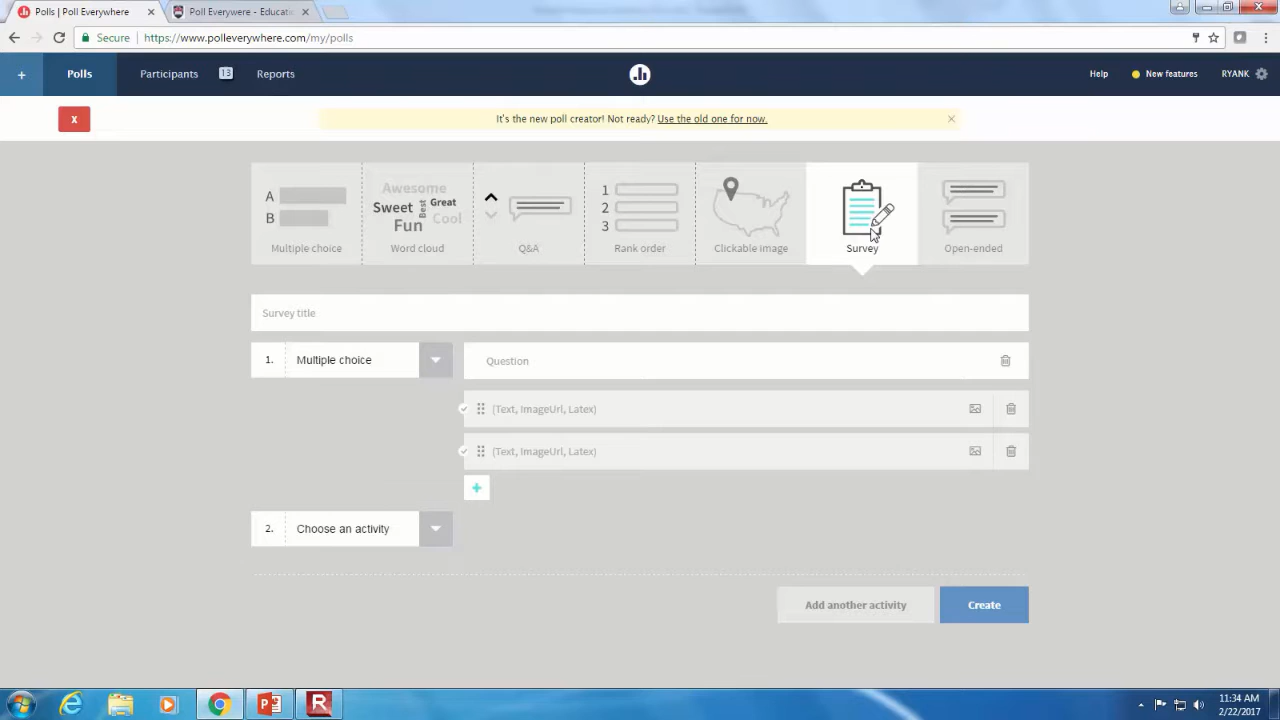 Polls | Poll Everywhere
Poll Everywere - Educatic
Secure
https://www.polleverywhere.com/my/polls
+
Polls
Participants
13
Reports
Help
New features
RYANK
x
It's the new poll creator! Not ready? Use the old one for now.
A
B
Multiple choice
Awesome
Sweet Best Great
Fun Cool
Word cloud
Q&A
1
2
3
Rank order
Clickable image
Survey
Open-ended
Survey title
1. Multiple choice
Question
(Text, ImageUrl, Latex)
(Text, ImageUrl, Latex)
+
2. Choose an activity
Add another activity
Create
11:34 AM
2/22/2017